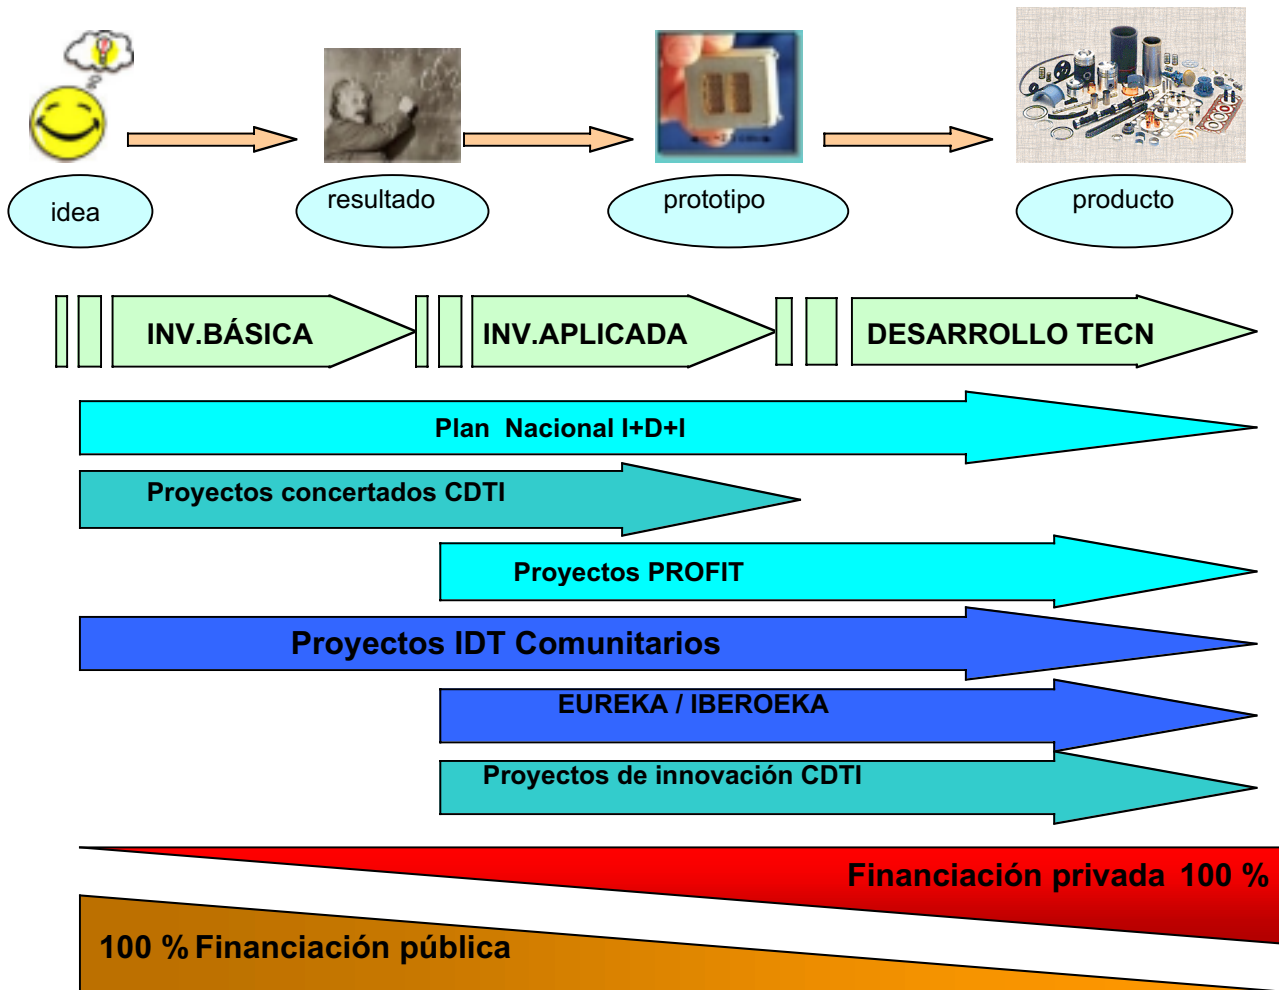 idea
resultado
prototipo
producto
INV.BÁSICA
INV.APLICADA
DESARROLLO TECN
Plan Nacional I+D+I
Proyectos concertados CDTI
Proyectos PROFIT
Proyectos IDT Comunitarios
EUREKA / IBEROEKA
Proyectos de innovación CDTI
Financiación privada 100 %
100 % Financiación pública